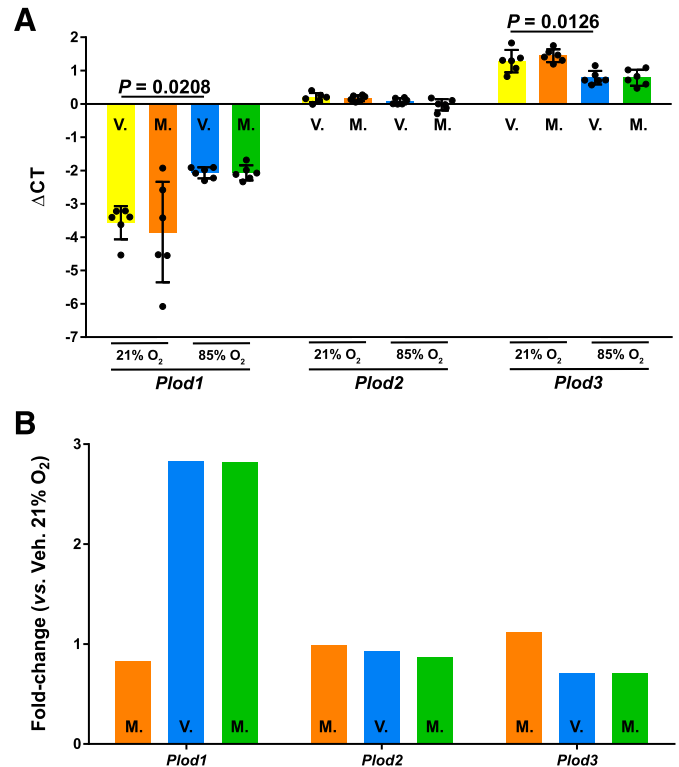 A
P = 0.0126
P = 0.0208
2
1
0
-1
-2
-3
-4
-5
-6
-7
ΔCT
V. M. V. M.
V. M. V. M.
V. M. V. M.
21% O2 85% O2 21% O2 85% O2 21% O2 85% O2
Plod1 Plod2 Plod3
B
3
2
1
0
Fold-change (vs. Veh. 21% O2)
M. V. M. M. V. M. M. V. M.
Plod1 Plod2 Plod3